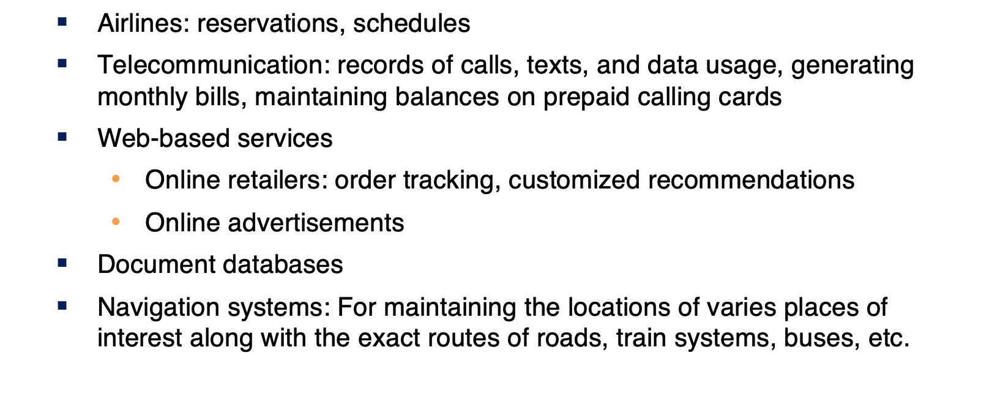 Airlines: reservations, schedules
Telecommunication: records of calls, texts, and data usage, generating
monthly bills, maintaining balances on prepaid calling cards
Web-based services
Online retailers: order tracking, customized recommendations
Online advertisements
Document databases
Navigation systems: For maintaining the locations of varies places of
interest along with the exact routes of roads, train systems, buses, etc.